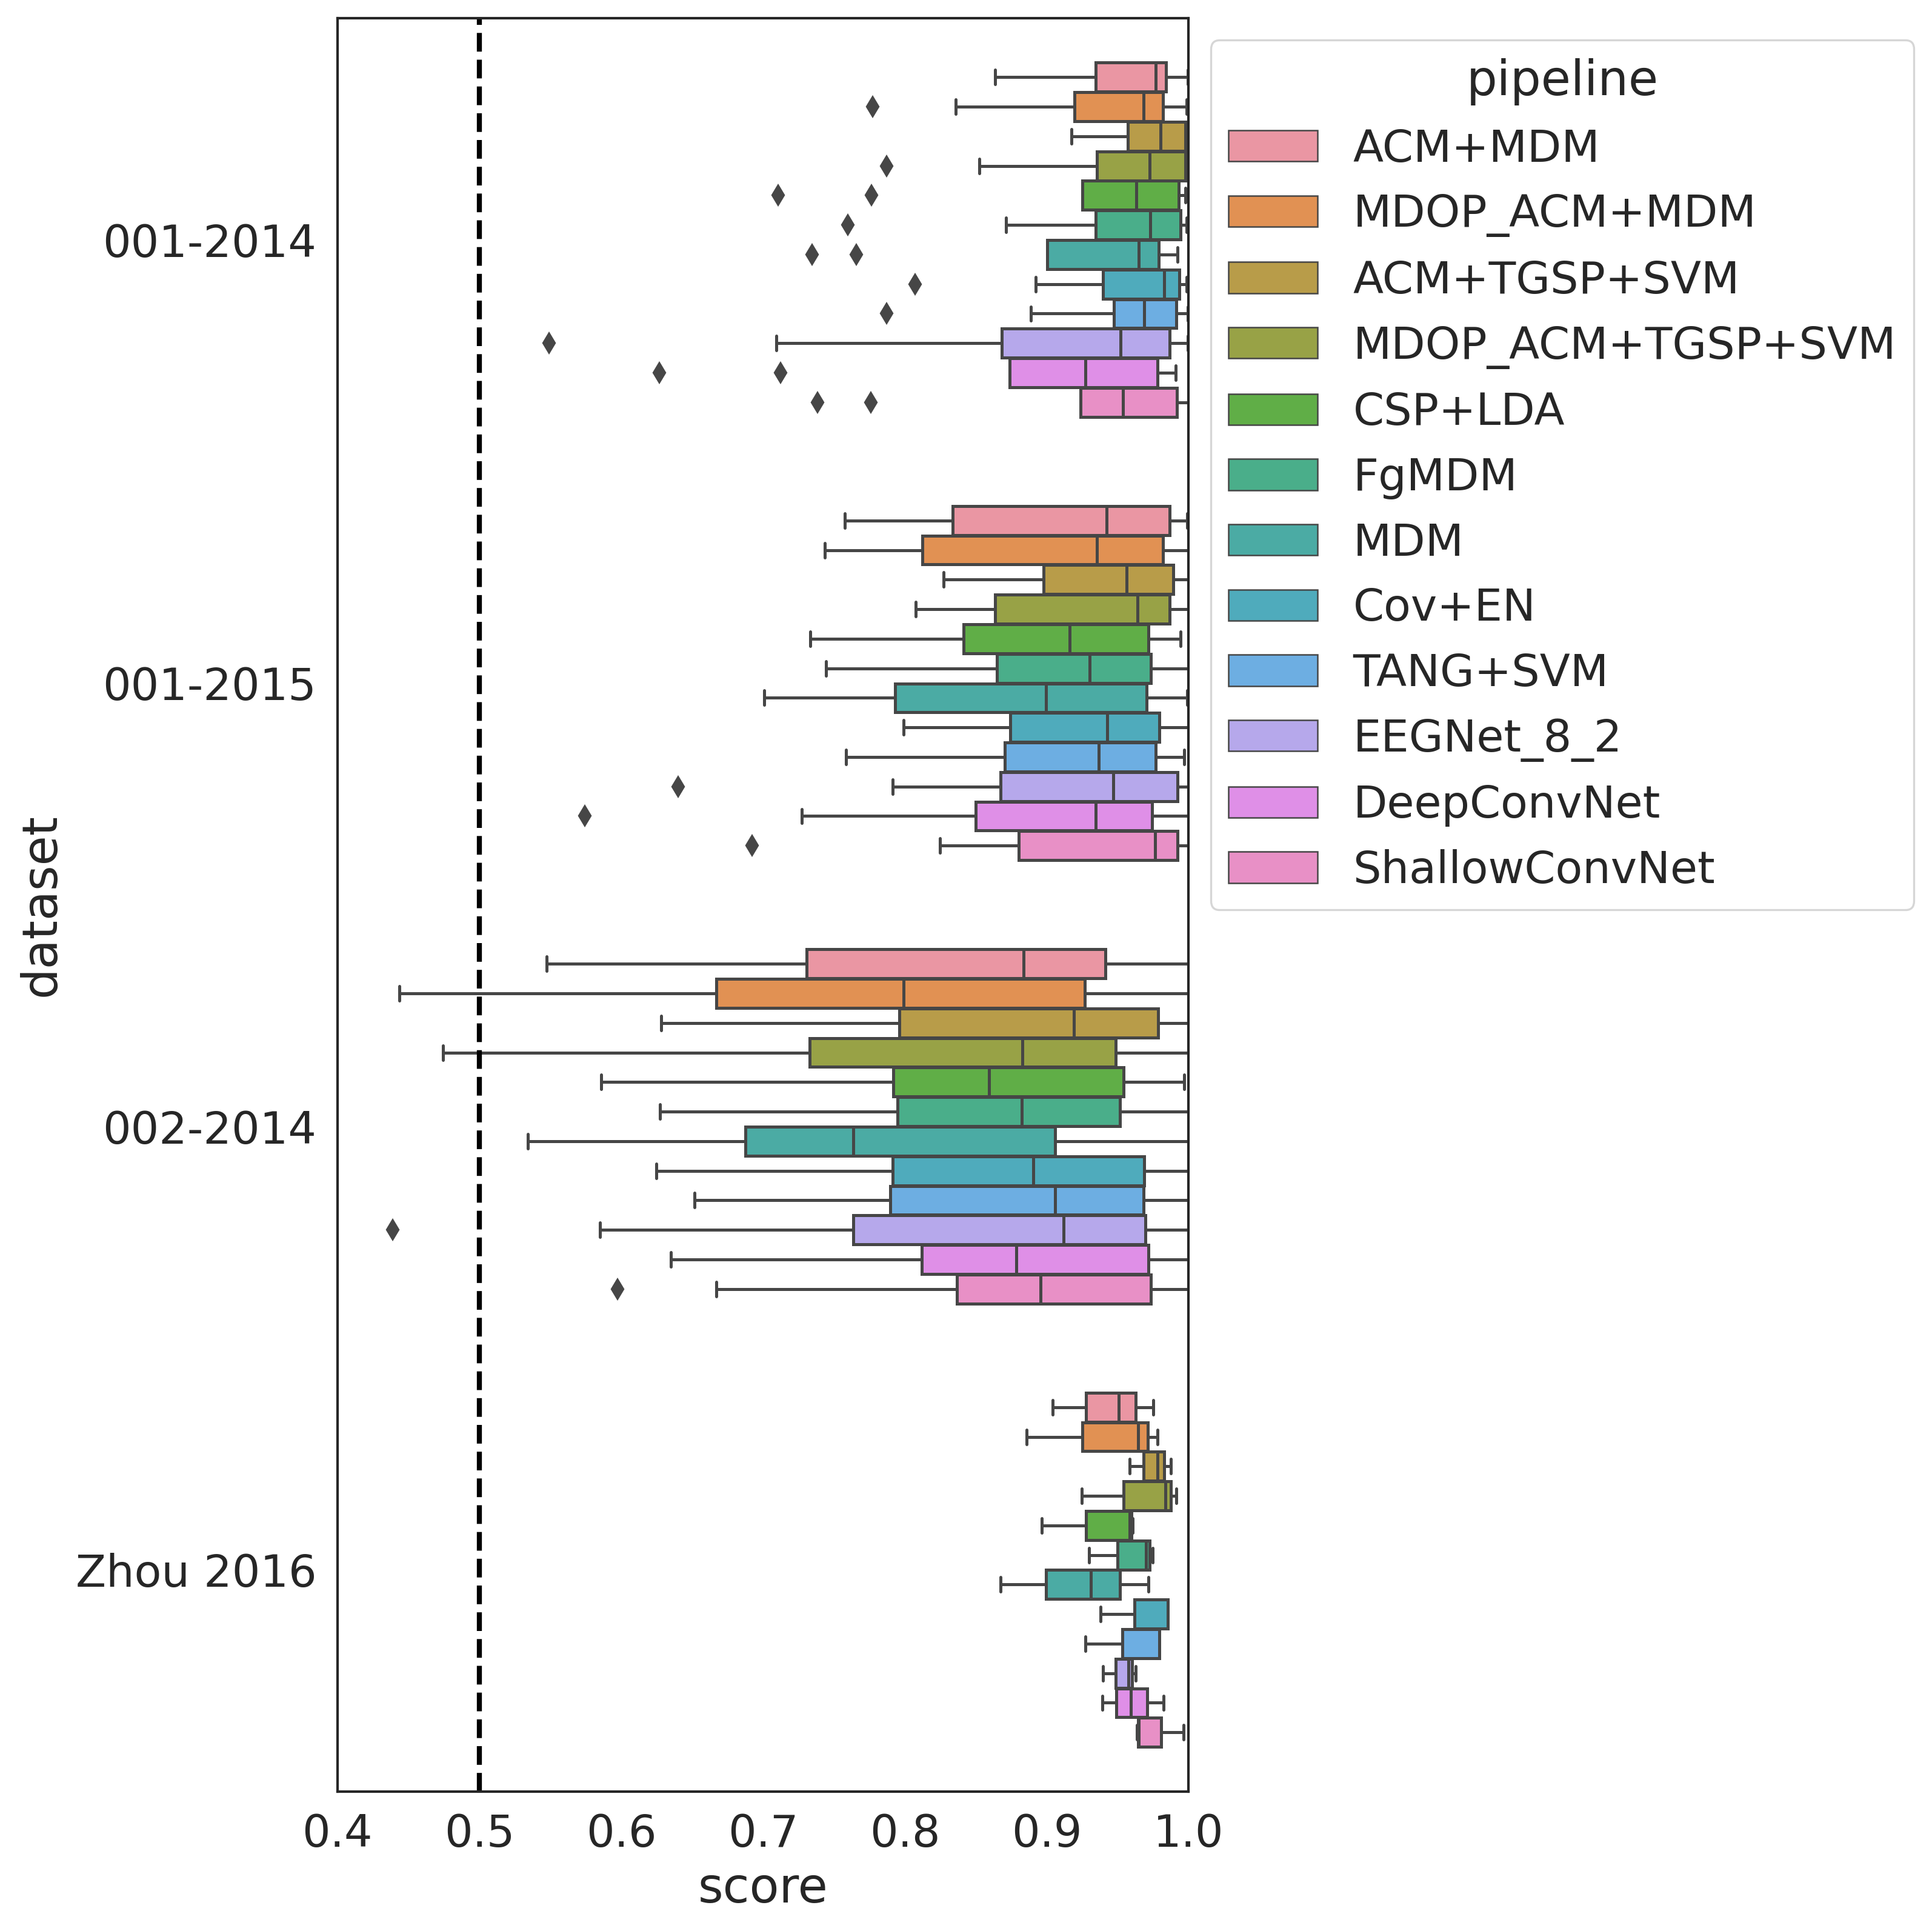 pipeline
ACM+MDM
MDOP_ACM+MDM
ACM+TGSP+SVM
MDOP_ACM+TGSP+SVM
CSP+LDA
FgMDM
MDM
Cov+EN
TANG+SVM
EEGNet_8_2
DeepConvNet
ShallowConvNet
dataset
001-2014
001-2015
002-2014
Zhou 2016
0.4 0.5 0.6 0.7 0.8 0.9 1.0
score